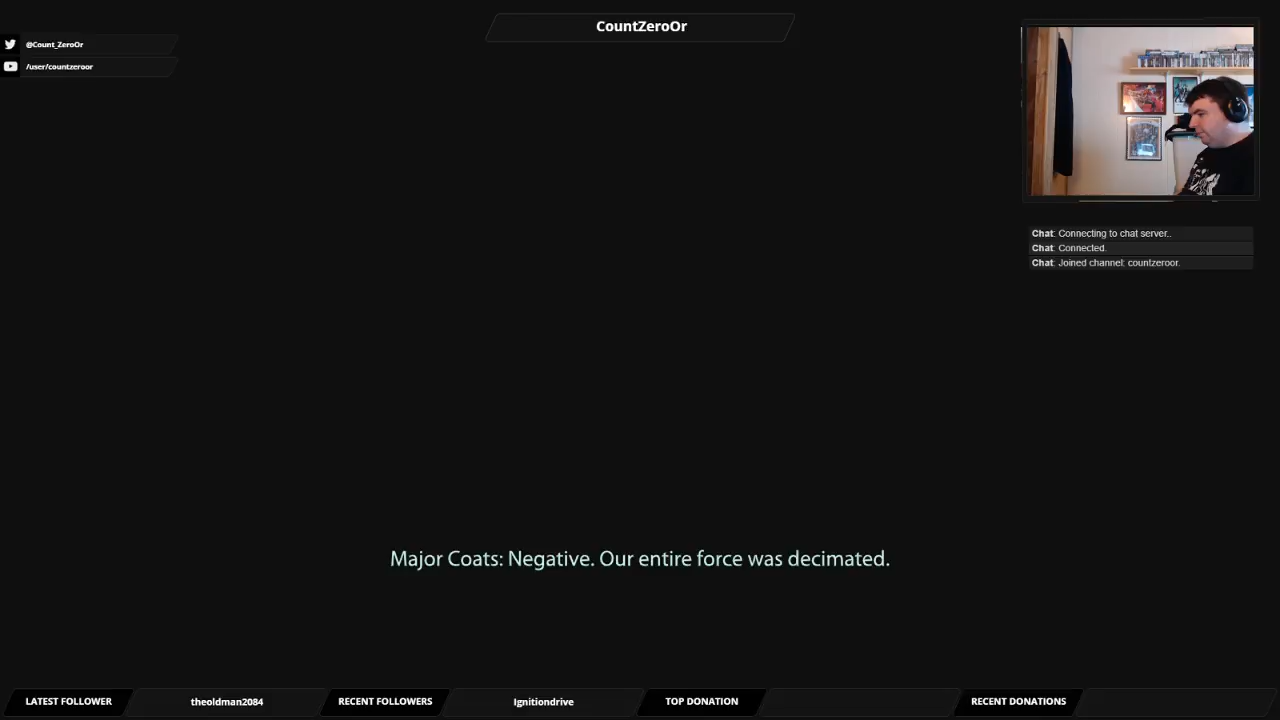 CountZeroOr
@Count_ZeroOr
/user/countzeroor
Chat: Connecting to chat server..
Chat: Connected.
Chat: Joined channel: countzeroor.
Major Coats: Negative. Our entire force was decimated.
LATEST FOLLOWER theoldman2084 RECENT FOLLOWERS Ignitiondrive TOP DONATION RECENT DONATIONS